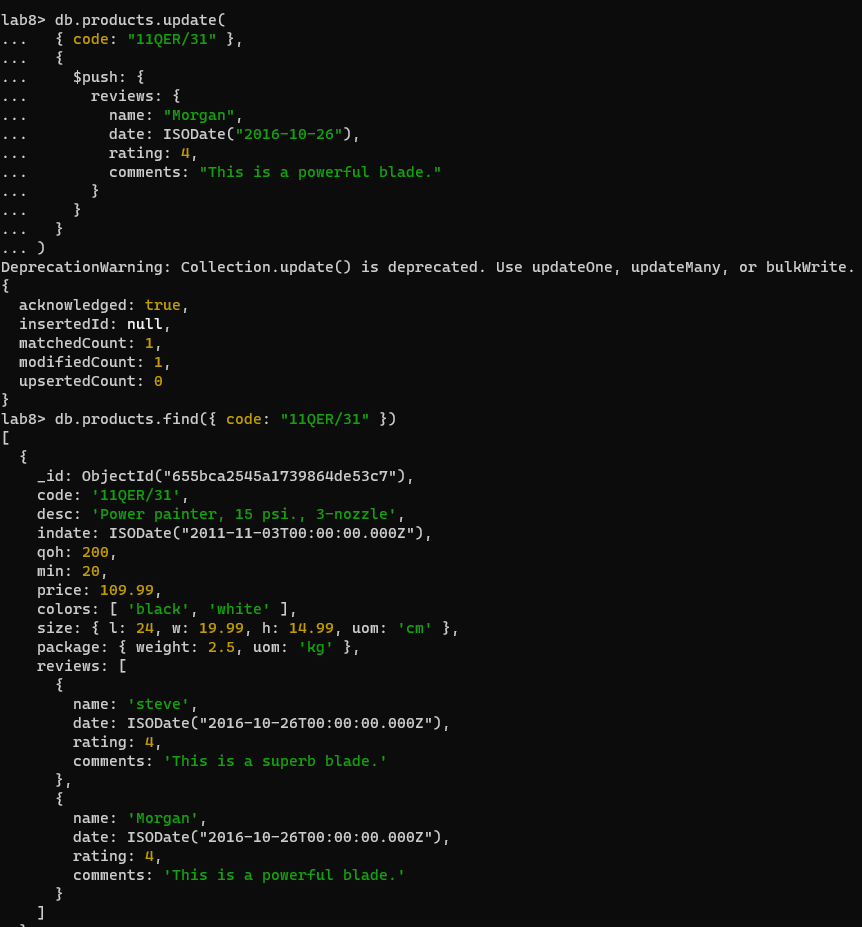 lab8> db.products.update(
...   { code: "11QER/31" },
...   {
...     $push: {
...       reviews: {
...         name: "Morgan",
...         date: ISODate("2016-10-26"),
...         rating: 4,
...         comments: "This is a powerful blade."
...       }
...     }
...   }
... )
DeprecationWarning: Collection.update() is deprecated. Use updateOne, updateMany, or bulkWrite.
{
  acknowledged: true,
  insertedId: null,
  matchedCount: 1,
  modifiedCount: 1,
  upsertedCount: 0
}
lab8> db.products.find({ code: "11QER/31" })
[
  {
    _id: ObjectId("655bca2545a1739864de53c7"),
    code: '11QER/31',
    desc: 'Power painter, 15 psi., 3-nozzle',
    indate: ISODate("2011-11-03T00:00:00.000Z"),
    qoh: 200,
    min: 20,
    price: 109.99,
    colors: [ 'black', 'white' ],
    size: { l: 24, w: 19.99, h: 14.99, uom: 'cm' },
    package: { weight: 2.5, uom: 'kg' },
    reviews: [
      {
        name: 'steve',
        date: ISODate("2016-10-26T00:00:00.000Z"),
        rating: 4,
        comments: 'This is a superb blade.'
      },
      {
        name: 'Morgan',
        date: ISODate("2016-10-26T00:00:00.000Z"),
        rating: 4,
        comments: 'This is a powerful blade.'
      }
    ]